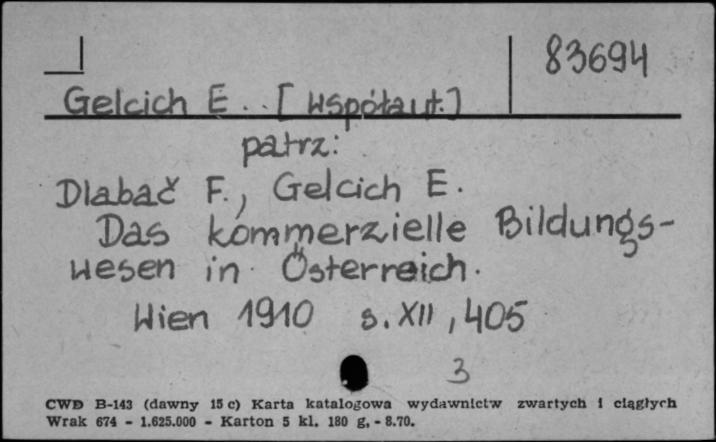 83694
Gelcich E. [współaut.]
patrz:
Dlabač F., Gelcich E.
Das kommerzielle Bildungs-
wesen in Österreich.
Wien 1910 s. XII, 405
3
CWD B-143 (dawny 15 c) Karta katalogowa wydawnictw zwartych i ciągłych
Wrak 674 - 1.625.000 - Karton 5 kl. 180 g. - 8.70.